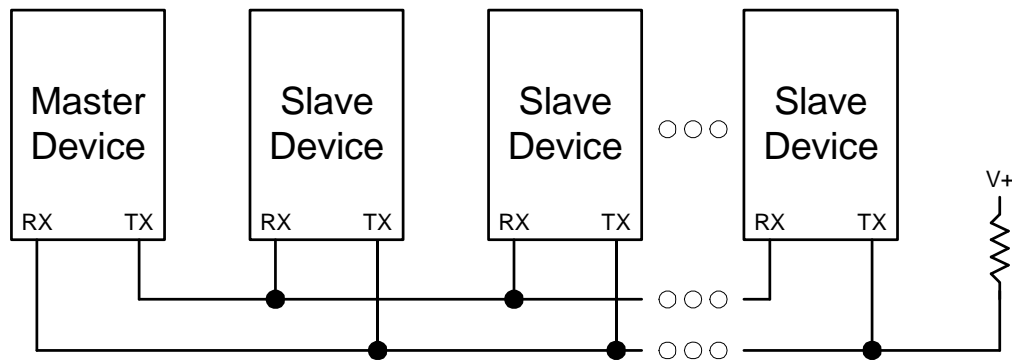 Master
Device
Slave
Device
Slave
Device
Slave
Device
RX TX
RX TX
RX TX
RX TX
V+